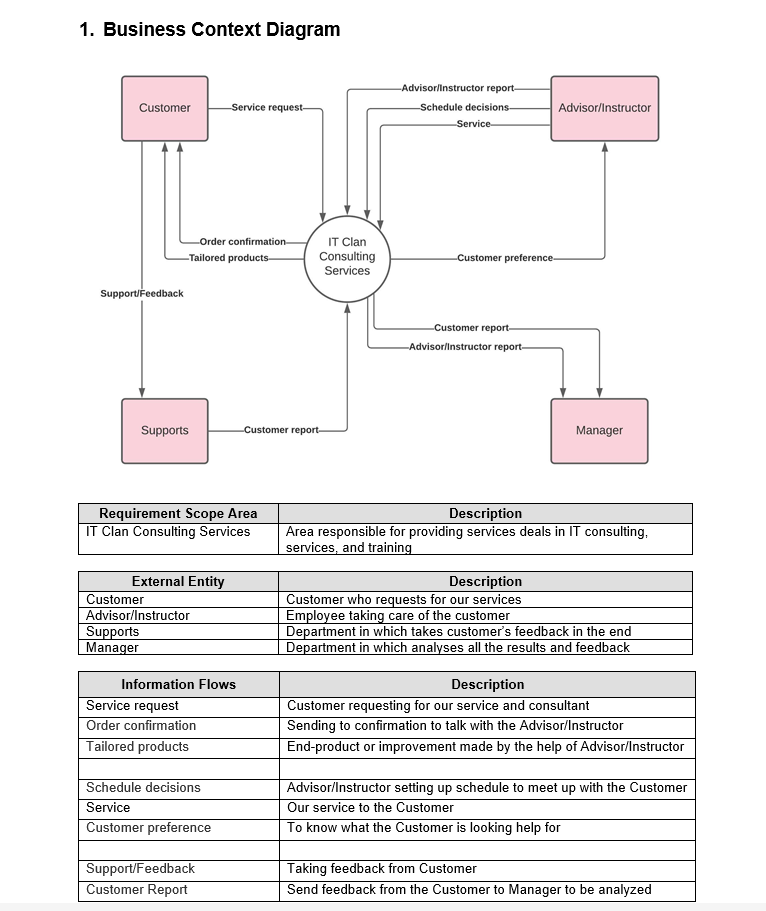 1. Business Context Diagram
Customer
Service request
Advisor/Instructor report
Schedule decisions
Service
Advisor/Instructor
Order confirmation
Tailored products
IT Clan
Consulting
Services
Customer preference
Support/Feedback
Customer report
Advisor/Instructor report
Supports
Customer report
Manager
Requirement Scope Area Description
IT Clan Consulting Services Area responsible for providing services deals in IT consulting,
services, and training
External Entity Description
Customer Customer who requests for our services
Advisor/Instructor Employee taking care of the customer
Supports Department in which takes customer's feedback in the end
Manager Department in which analyses all the results and feedback
Information Flows Description
Service request Customer requesting for our service and consultant
Order confirmation Sending to confirmation to talk with the Advisor/Instructor
Tailored products End-product or improvement made by the help of Advisor/Instructor
Schedule decisions Advisor/Instructor setting up schedule to meet up with the Customer
Service Our service to the Customer
Customer preference To know what the Customer is looking help for
Support/Feedback Taking feedback from Customer
Customer Report Send feedback from the Customer to Manager to be analyzed